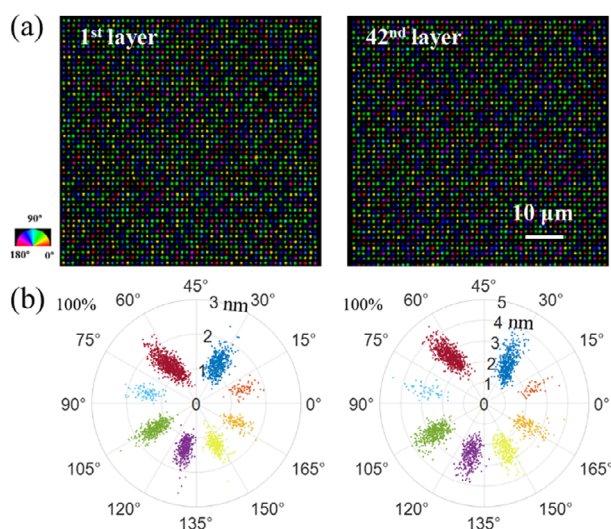 (a)
1st layer
42nd layer
90°
180° 0°
10 μm
(b)
100%
45°
60° 3 nm 30°
75° 2 15°
1
90° 0 0°
105° 165°
120° 150°
135°
100%
45°
60° 5 30°
4 nm
75° 3 15°
2
1
90° 0 0°
105° 165°
120° 150°
135°